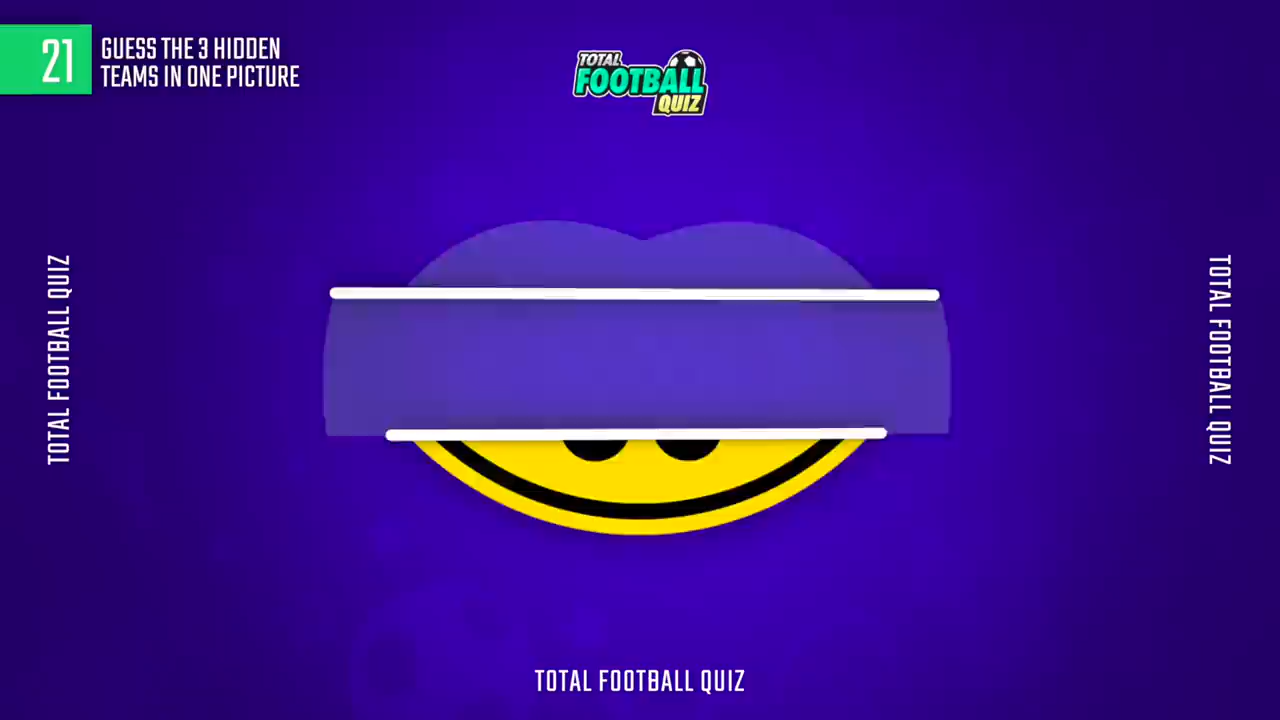 21
GUESS THE 3 HIDDEN
TEAMS IN ONE PICTURE
TOTAL
FOOTBALL
QUIZ
TOTAL FOOTBALL QUIZ
TOTAL FOOTBALL QUIZ
TOTAL FOOTBALL QUIZ